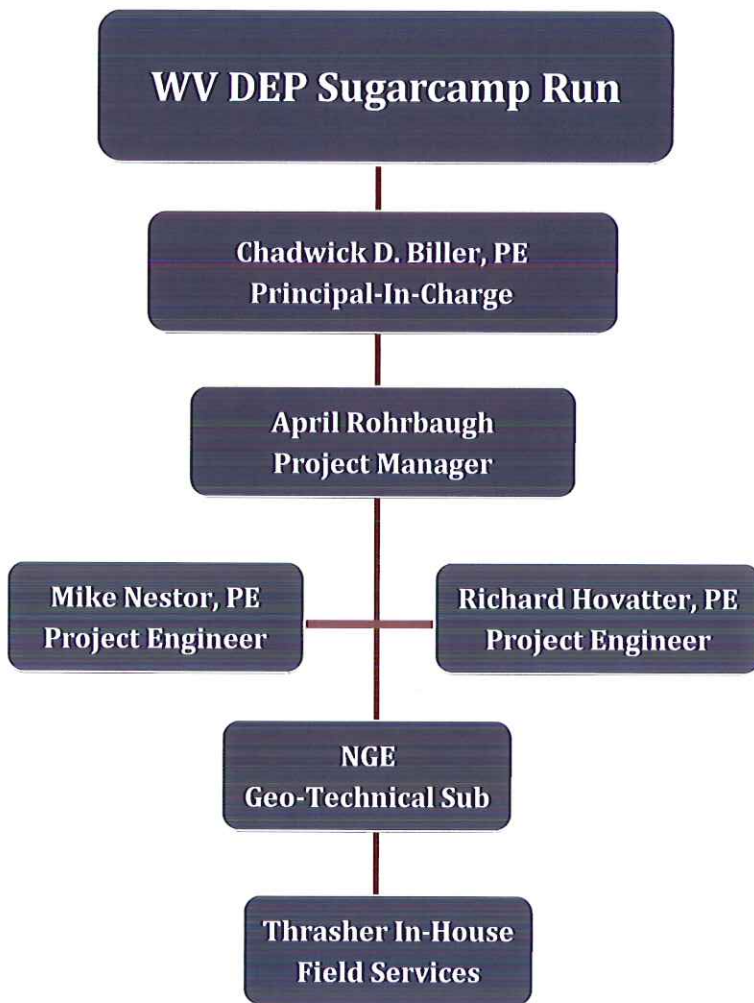 WV DEP Sugarcamp Run
Chadwick D. Biller, PE
Principal-In-Charge
April Rohrbaugh
Project Manager
Mike Nestor, PE
Project Engineer
Richard Hovatter, PE
Project Engineer
NGE
Geo-Technical Sub
Thrasher In-House
Field Services